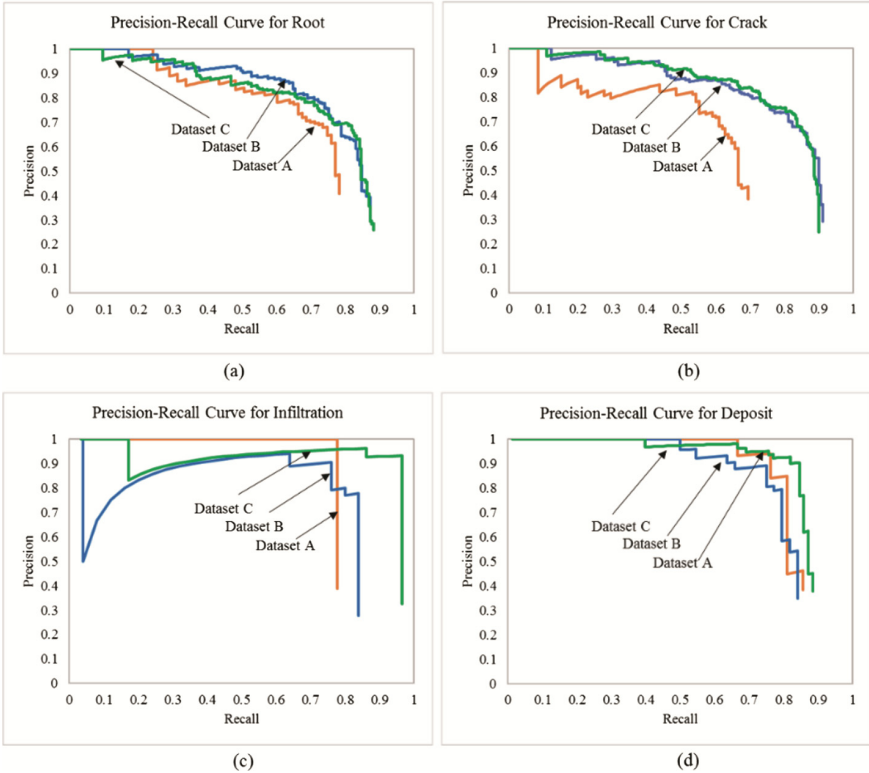 Precision-Recall Curve for Root
1
0.9
0.8
0.7
0.6
0.5
0.4
0.3
0.2
0.1
0
Precision
Dataset C
Dataset B
Dataset A
0 0.1 0.2 0.3 0.4 0.5 0.6 0.7 0.8 0.9 1
Recall
(a)
Precision-Recall Curve for Crack
1
0.9
0.8
0.7
0.6
0.5
0.4
0.3
0.2
0.1
0
Precision
Dataset C
Dataset B
Dataset A
0 0.1 0.2 0.3 0.4 0.5 0.6 0.7 0.8 0.9 1
Recall
(b)
Precision-Recall Curve for Infiltration
1
0.9
0.8
0.7
0.6
0.5
0.4
0.3
0.2
0.1
0
Precision
Dataset C
Dataset B
Dataset A
0 0.1 0.2 0.3 0.4 0.5 0.6 0.7 0.8 0.9 1
Recall
(c)
Precision-Recall Curve for Deposit
1
0.9
0.8
0.7
0.6
0.5
0.4
0.3
0.2
0.1
0
Precision
Dataset C
Dataset B
Dataset A
0 0.1 0.2 0.3 0.4 0.5 0.6 0.7 0.8 0.9 1
Recall
(d)